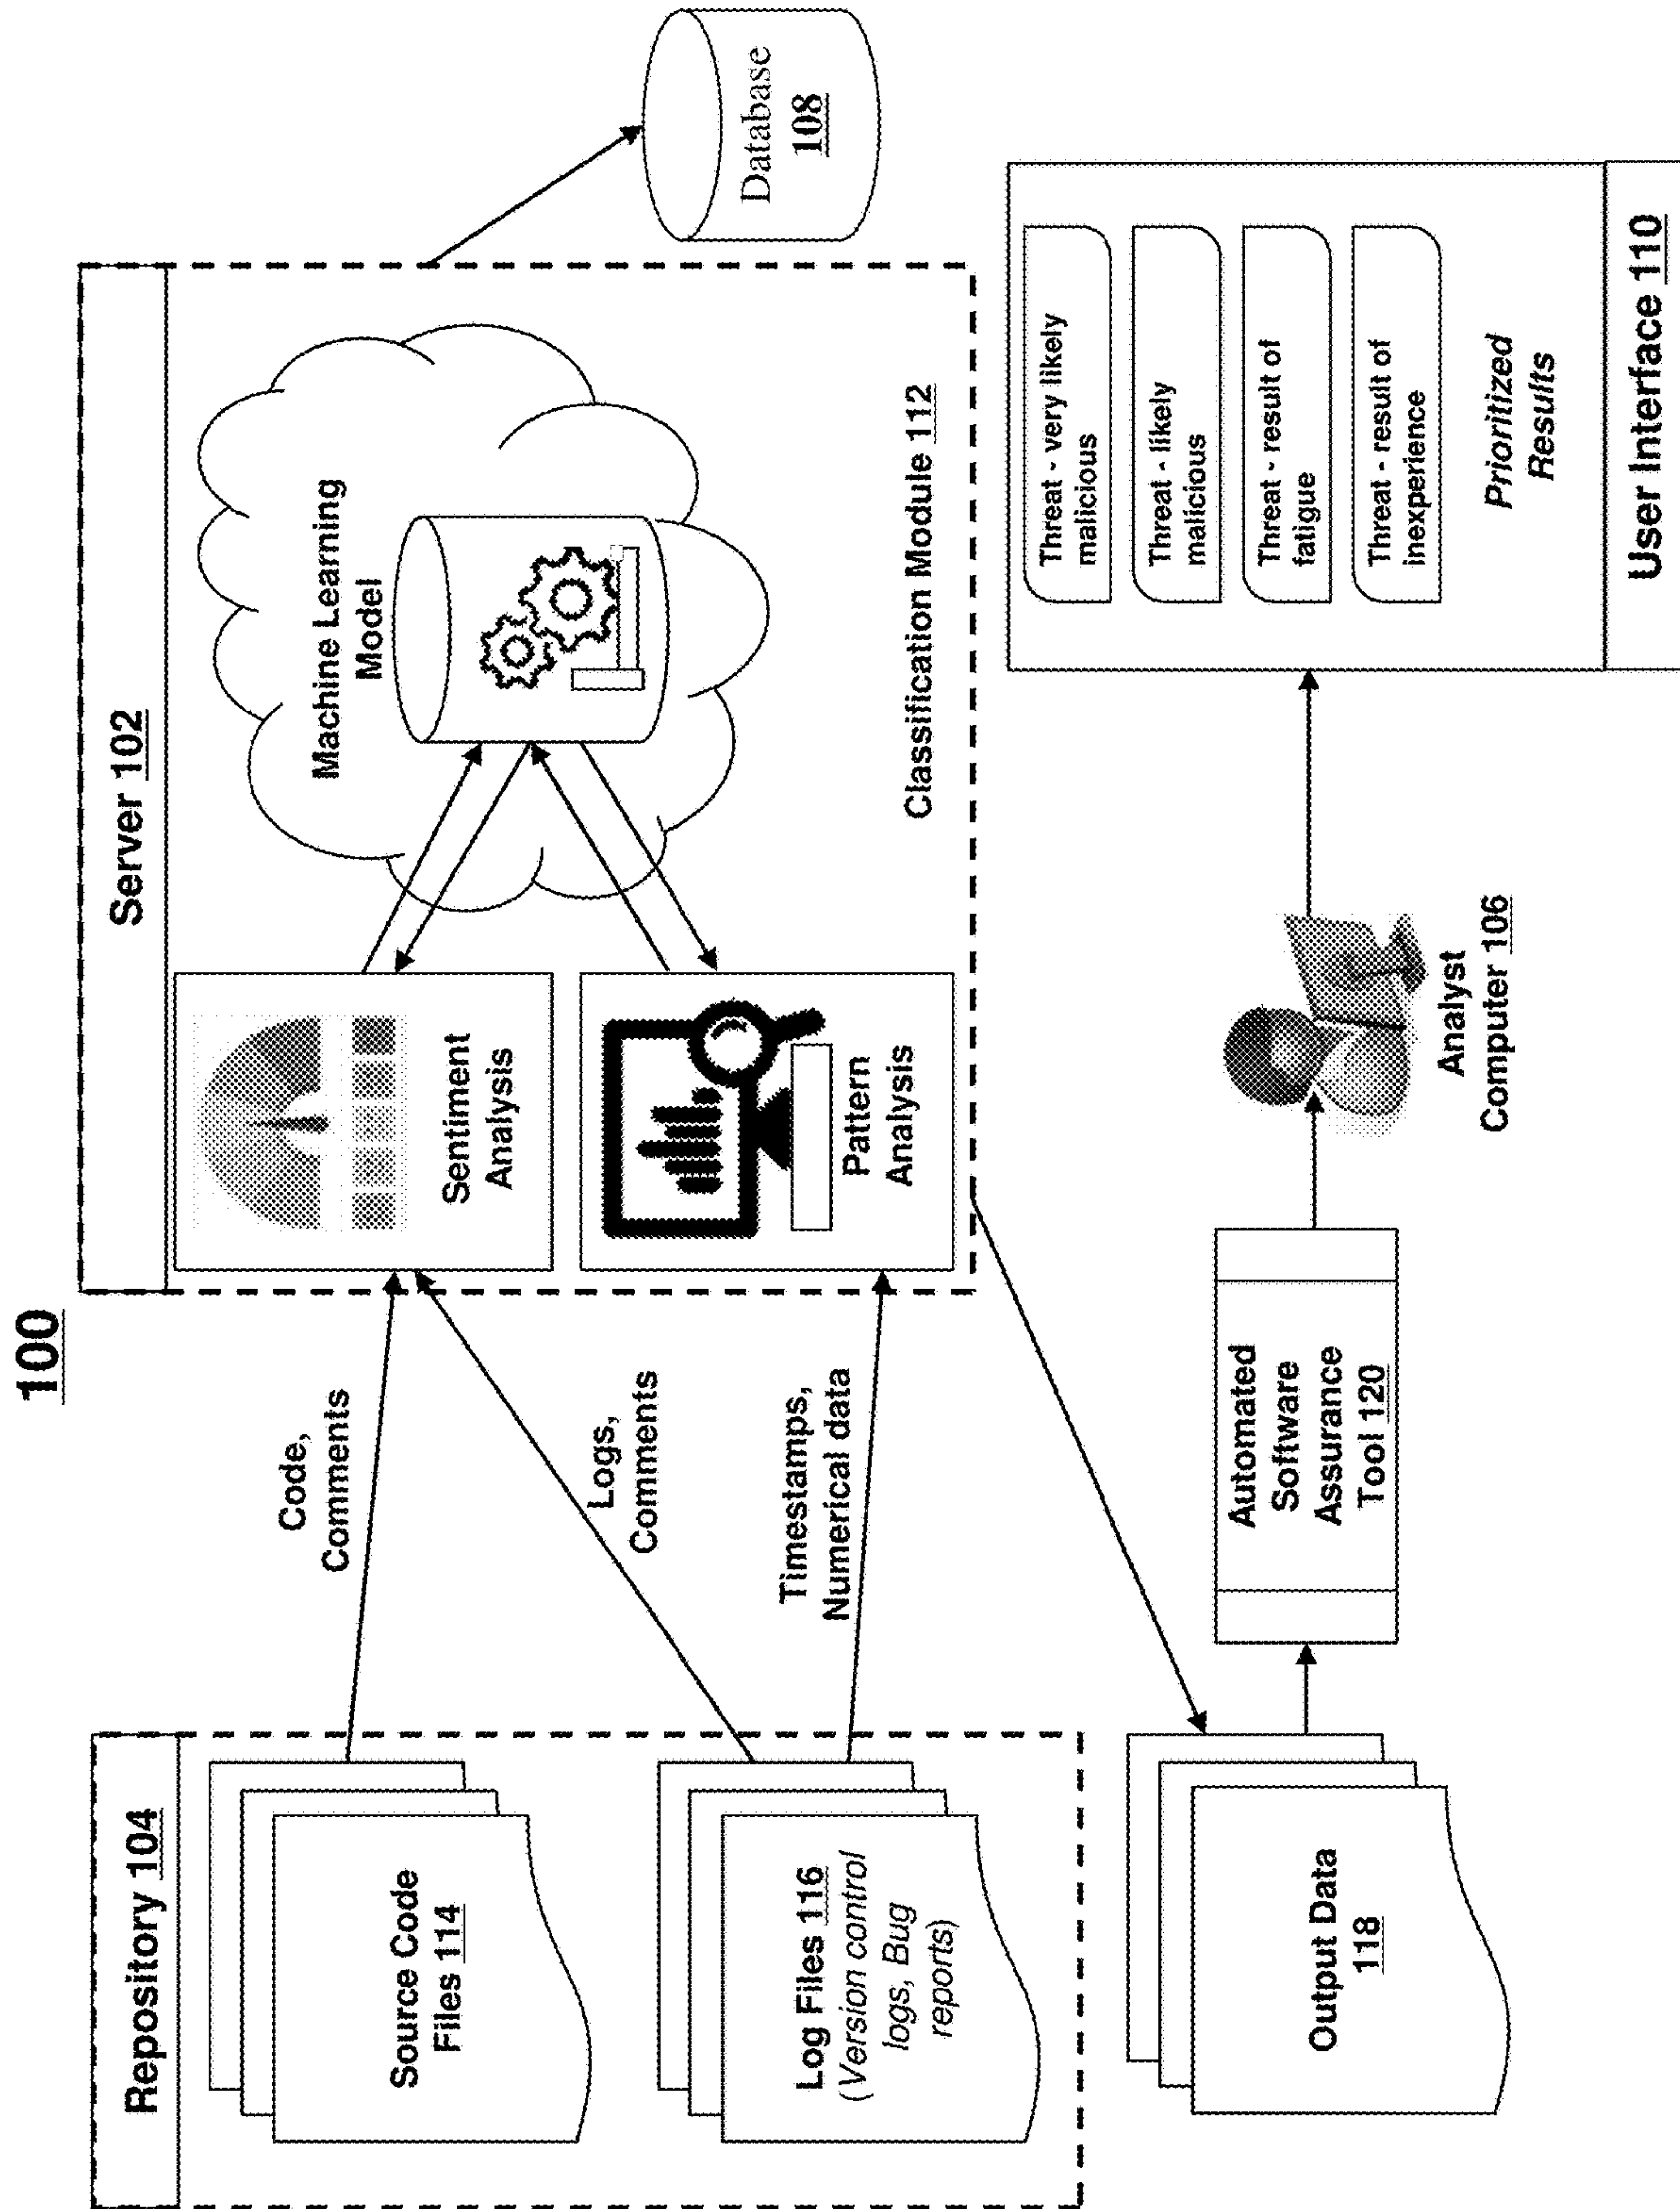 100
Repository 104
Source Code
Files 114
Log Files 116
(Version control
logs, Bug
reports)
Code,
Comments
Logs,
Comments
Timestamps,
Numerical data
Server 102
Sentiment
Analysis
Pattern
Analysis
Machine Learning
Model
Classification Module 112
Database
108
Output Data
118
Automated
Software
Assurance
Tool 120
Analyst
Computer 106
Threat - very likely
malicious
Threat - likely
malicious
Threat - result of
fatigue
Threat - result of
inexperience
Prioritized
Results
User Interface 110